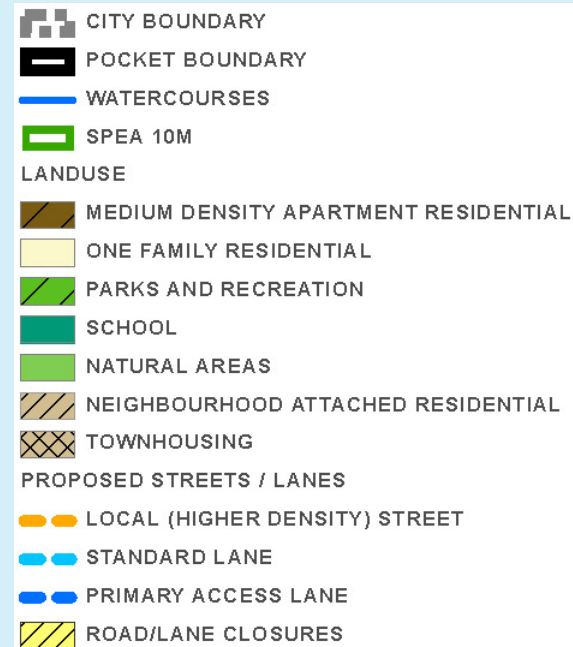 CITY BOUNDARY
POCKET BOUNDARY
WATERCOURSES
SPEA 10M
LANDUSE
MEDIUM DENSITY APARTMENT RESIDENTIAL
ONE FAMILY RESIDENTIAL
PARKS AND RECREATION
SCHOOL
NATURAL AREAS
NEIGHBOURHOOD ATTACHED RESIDENTIAL
TOWNHOUSING
PROPOSED STREETS / LANES
LOCAL (HIGHER DENSITY) STREET
STANDARD LANE
PRIMARY ACCESS LANE
ROAD/LANE CLOSURES